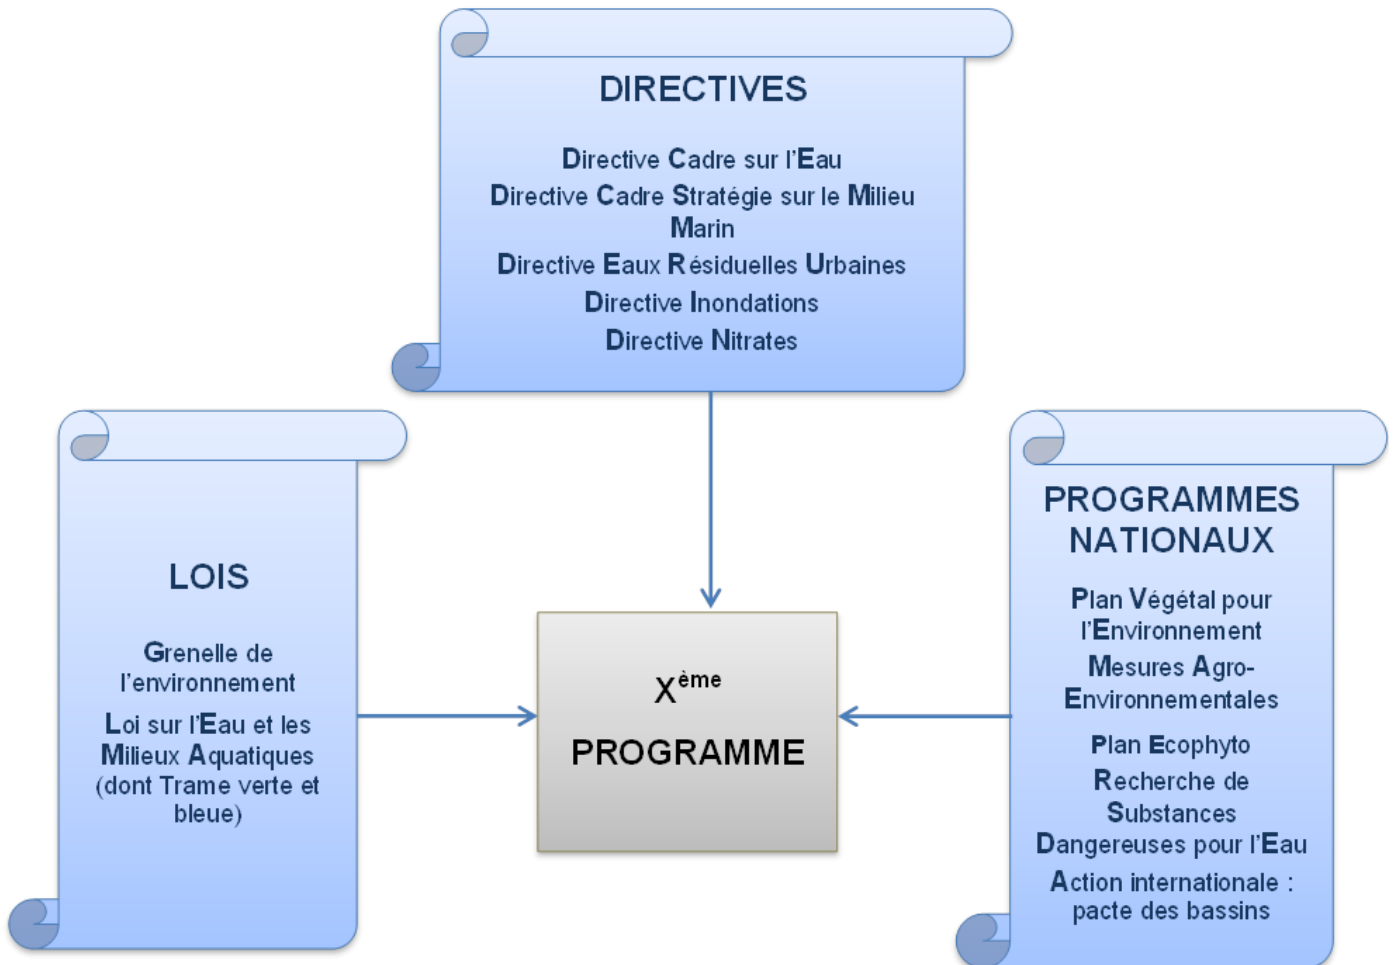 DIRECTIVES
Directive Cadre sur l'Eau
Directive Cadre Stratégie sur le Milieu
Marin
Directive Eaux Résiduelles Urbaines
Directive Inondations
Directive Nitrates
LOIS
Grenelle de
l'environnement
Loi sur l'Eau et les
Milieux Aquatiques
(dont Trame verte et
bleue)
Xème
PROGRAMME
PROGRAMMES
NATIONAUX
Plan Végétal pour
l'Environnement
Mesures Agro-
Environnementales
Plan Ecophyto
Recherche de
Substances
Dangereuses pour l'Eau
Action internationale :
pacte des bassins